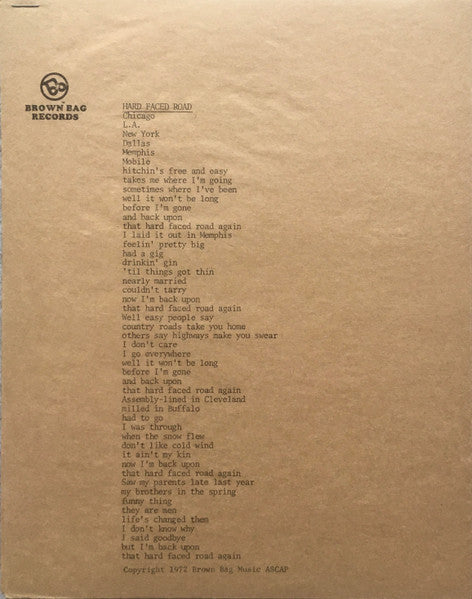 BROWN BAG
RECORDS
HARD FACED ROAD
Chicago
L.A.
New York
Dallas
Memphis
Mobile
hitchin's free and easy
takes me where I'm going
sometimes where I've been
well it won't be long
before I'm gone
and back upon
that hard faced road again
I laid it out in Memphis
feelin' pretty big
had a gig
drinkin' gin
'til things got thin
nearly married
couldn't tarry
now I'm back upon
that hard faced road again
Well easy people say
country roads take you home
others say highways make you swear
I don't care
I go everywhere
well it won't be long
before I'm gone
and back upon
that hard faced road again
Assembly-lined in Cleveland
milled in Buffalo
had to go
I was through
when the snow flew
don't like cold wind
it ain't my kin
now I'm back upon
that hard faced road again
Saw my parents late last year
my brothers in the spring
funny thing
they are men
life's changed them
I don't know why
I said goodbye
but I'm back upon
that hard faced road again
Copyright 1972 Brown Bag Music ASCAP